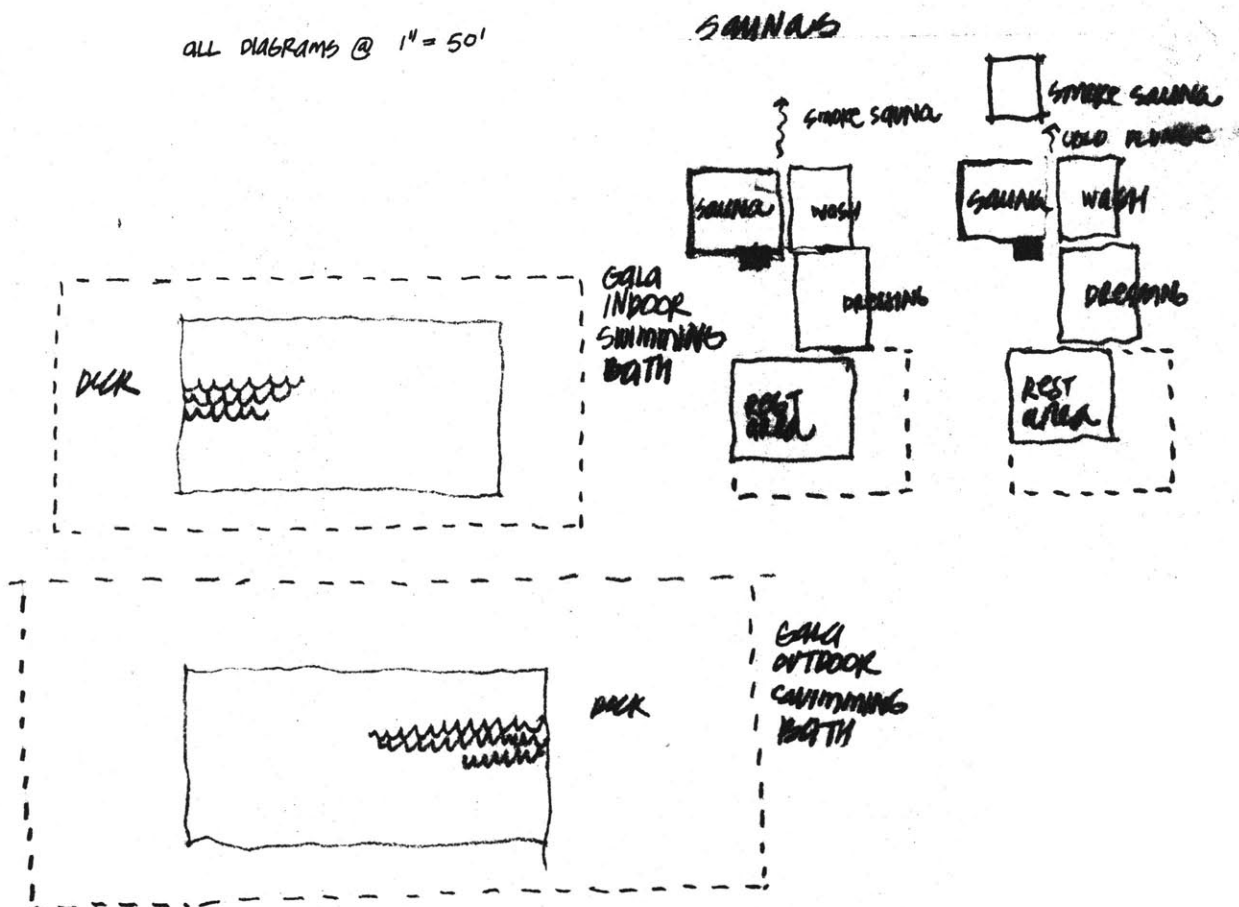 ALL DIAGRAMS @ 1" = 50'
SAUNAS
SMOKE SAUNA
SAUNA
WASH
DRESSING
REST
AREA
SMOKE SAUNA
COLD PLUNGE
SAUNA
WASH
DRESSING
REST
AREA
GALA
INDOOR
SWIMMING
BATH
DECK
GALA
OUTDOOR
SWIMMING
BATH
DECK